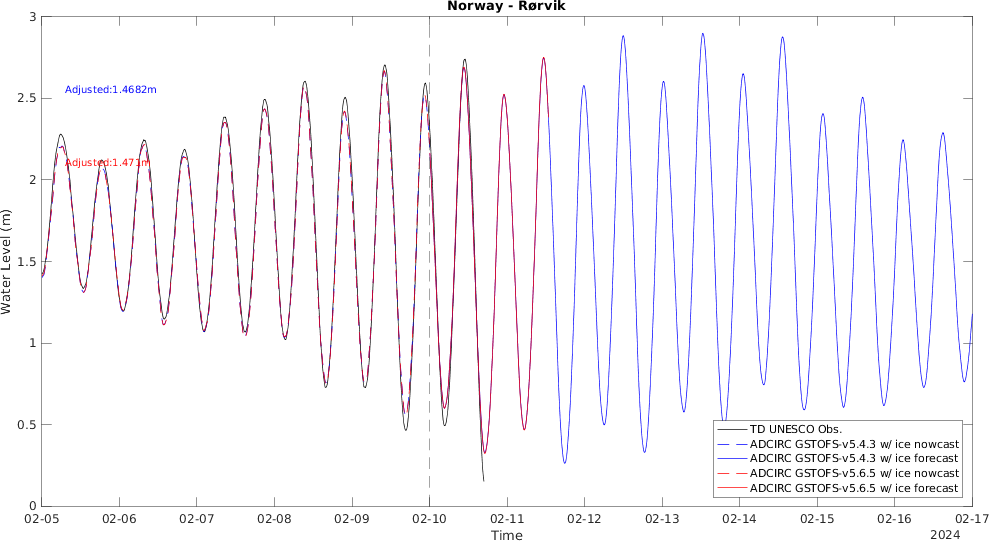 Norway - Rørvik
3
2.5
2
1.5
1
0.5
0
Water Level (m)
Adjusted:1.4682m
Adjusted:1.471m
TD UNESCO Obs.
ADCIRC GSTOFS-v5.4.3 w/ ice nowcast
ADCIRC GSTOFS-v5.4.3 w/ ice forecast
ADCIRC GSTOFS-v5.6.5 w/ ice nowcast
ADCIRC GSTOFS-v5.6.5 w/ ice forecast
02-05 02-06 02-07 02-08 02-09 02-10 02-11 02-12 02-13 02-14 02-15 02-16 02-17
Time
2024